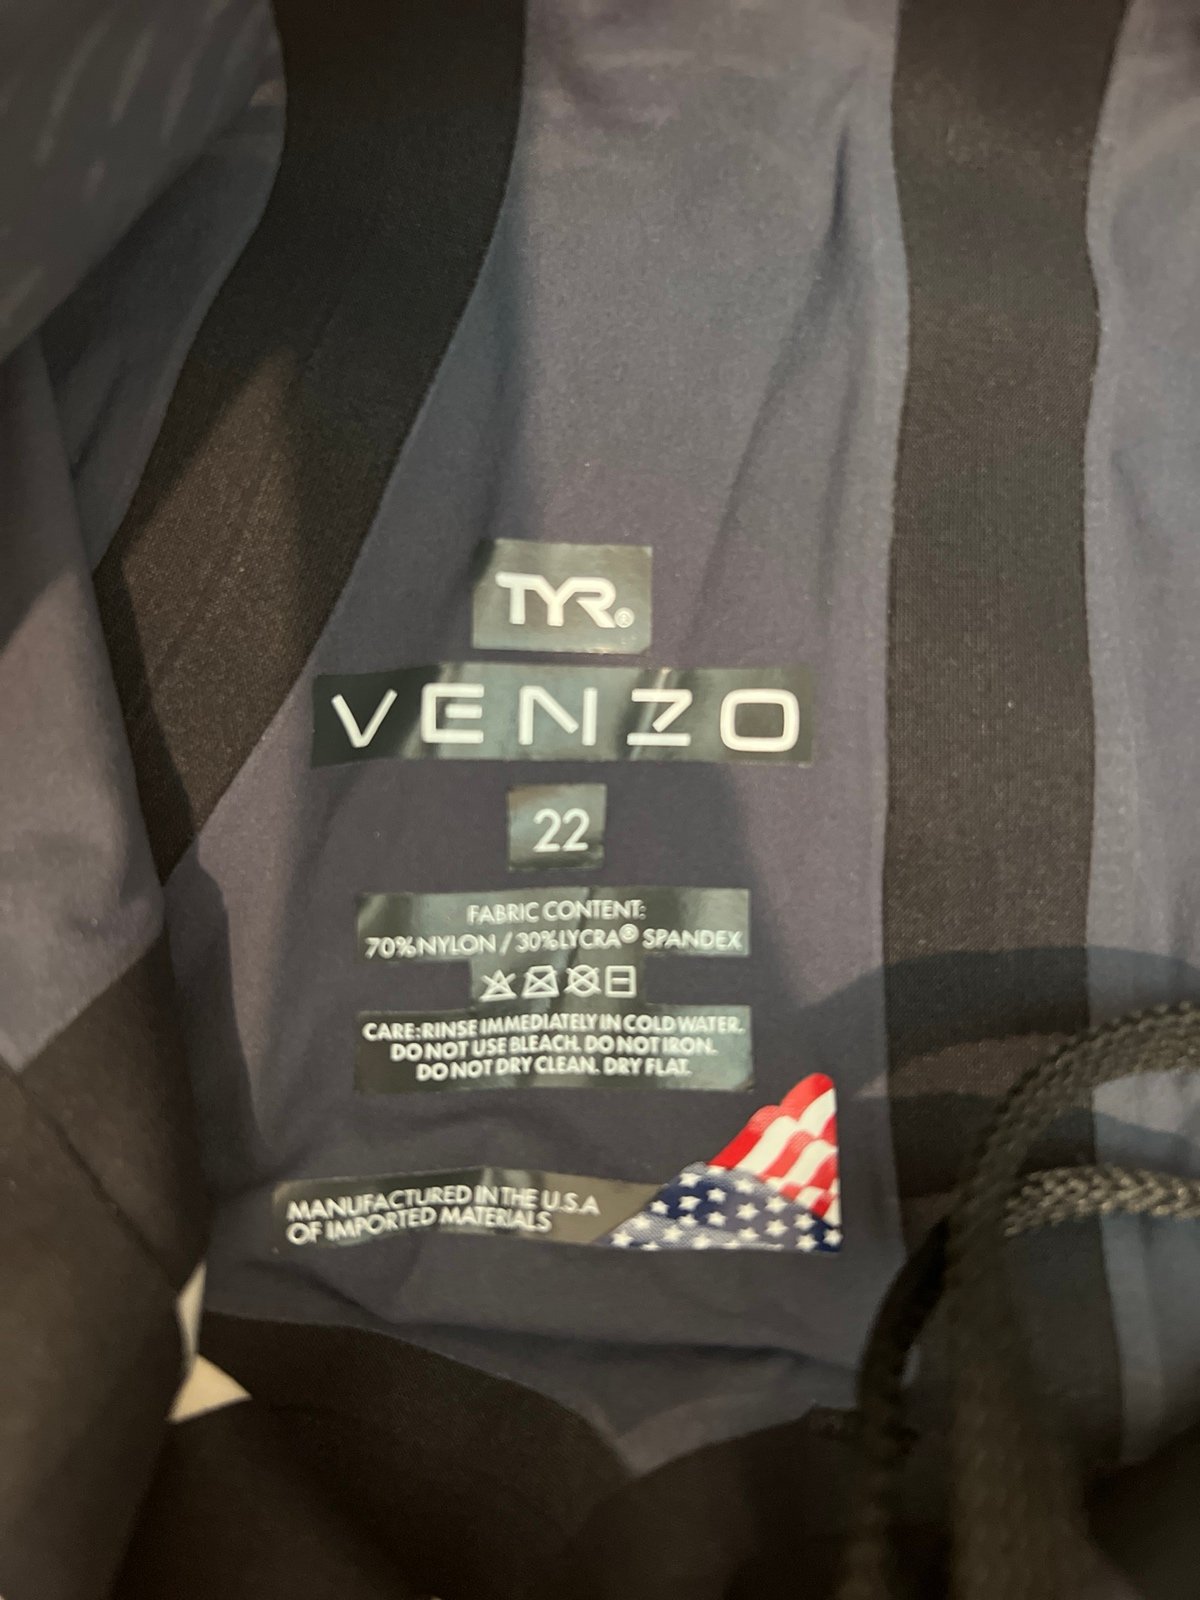 TYR®
VENZO
22
FABRIC CONTENT:
70% NYLON / 30% LYCRA® SPANDEX
CARE: RINSE IMMEDIATELY IN COLD WATER.
DO NOT USE BLEACH. DO NOT IRON.
DO NOT DRY CLEAN. DRY FLAT.
MANUFACTURED IN THE U.S.A
OF IMPORTED MATERIALS